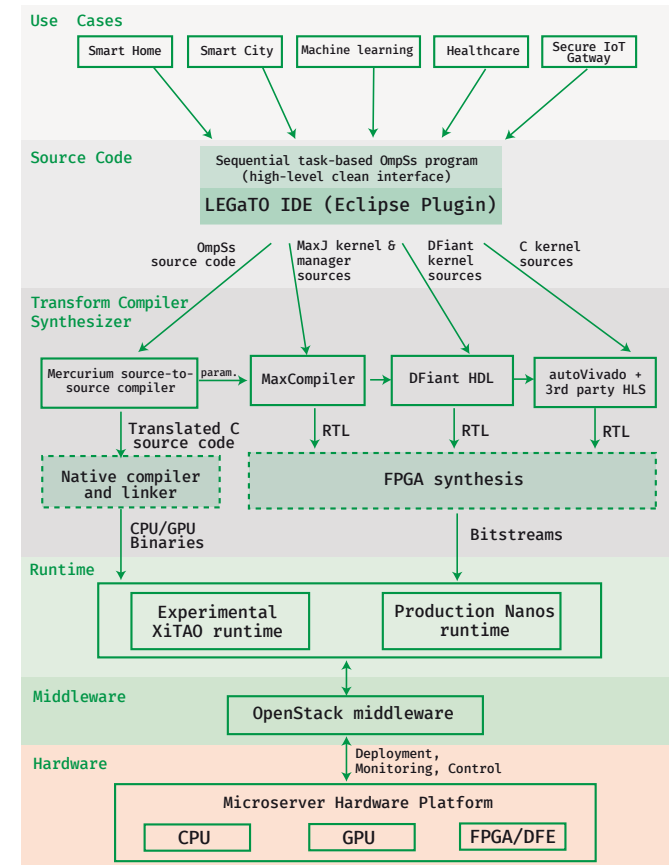 Use Cases
Smart Home
Smart City
Machine learning
Healthcare
Secure IoT
Gatway
Source Code
Sequential task-based OmpSs program
(high-level clean interface)
LEGaTO IDE (Eclipse Plugin)
OmpSs
source code
MaxJ kernel &
manager
sources
DFiant
kernel
sources
C kernel
sources
Transform Compiler
Synthesizer
Mercurium source-to-
source compiler
param.
MaxCompiler
DFiant HDL
autoVivado +
3rd party HLS
Translated C
source code
RTL
RTL
RTL
Native compiler
and linker
FPGA synthesis
CPU/GPU
Binaries
Bitstreams
Runtime
Experimental
XiTAO runtime
Production Nanos
runtime
Middleware
OpenStack middleware
Hardware
Deployment,
Monitoring, Control
Microserver Hardware Platform
CPU
GPU
FPGA/DFE